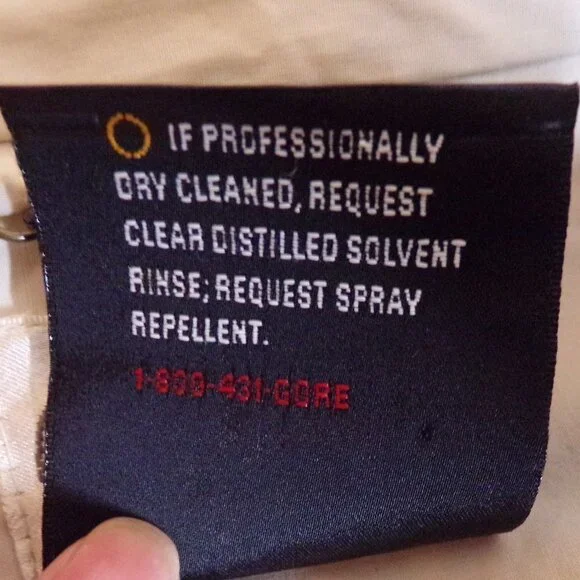 IF PROFESSIONALLY
DRY CLEANED, REQUEST
CLEAR DISTILLED SOLVENT
RINSE; REQUEST SPRAY
REPELLENT.
1-800-431-GORE